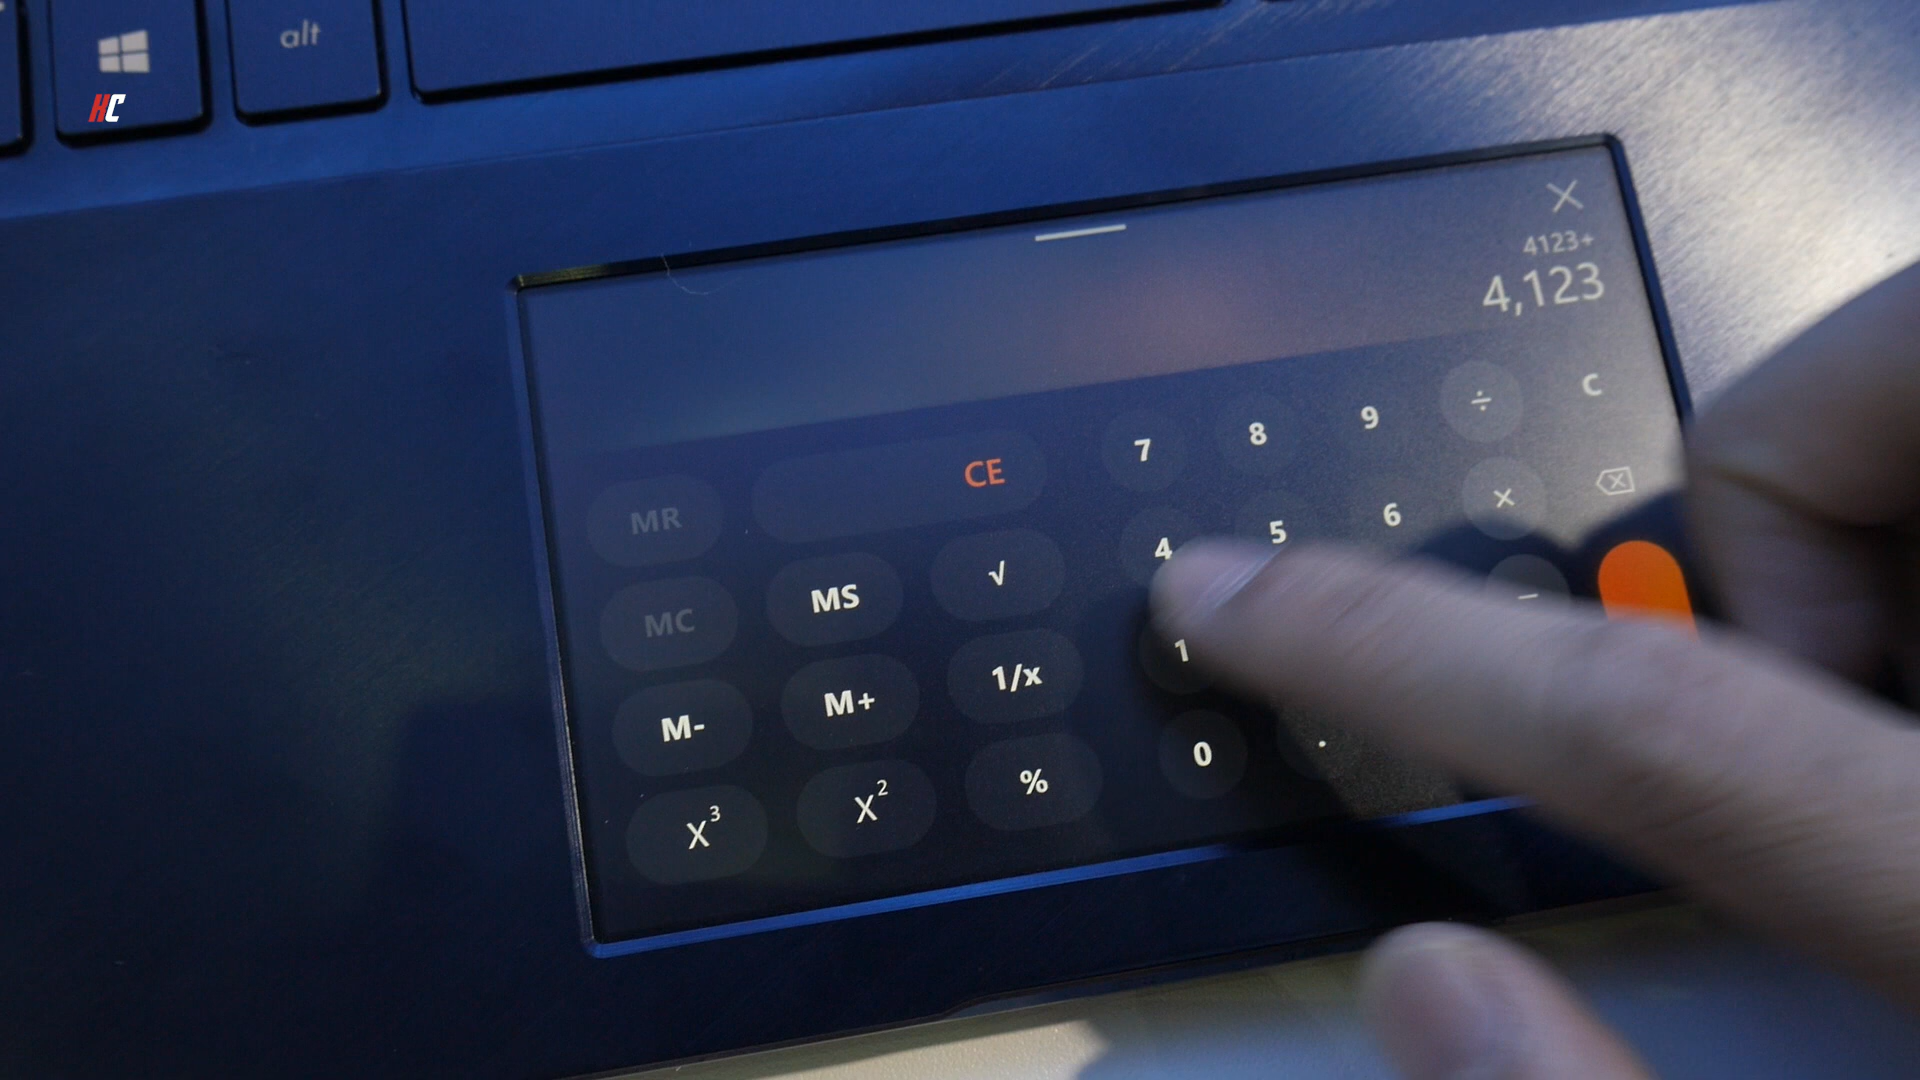 alt
HC
4123+
4,123
MR CE 7 8 9 ÷ C
MC MS √ 4 5 6 ×
M- M+ 1/x 1 −
X³ X² % 0 .